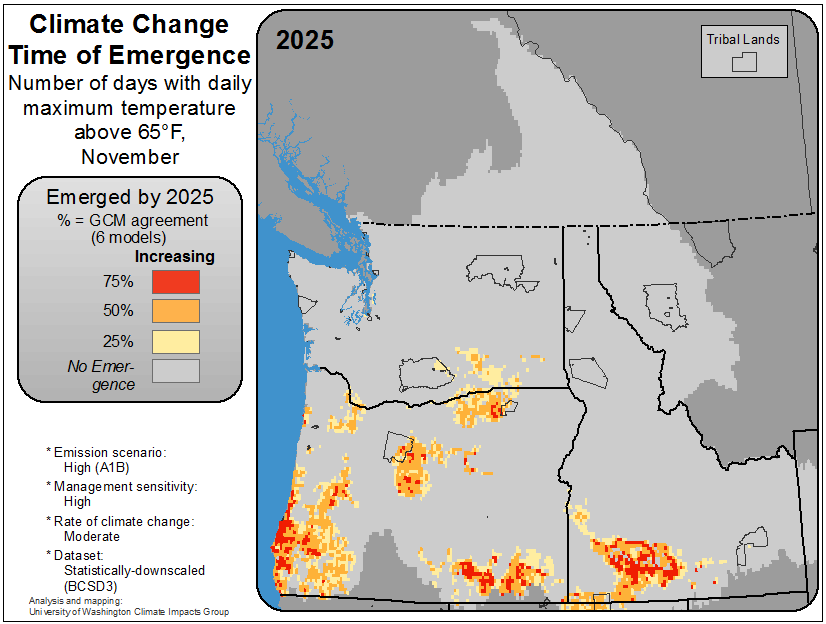 Climate Change
Time of Emergence
Number of days with daily
maximum temperature
above 65°F,
November
2025
Tribal Lands
Emerged by 2025
% = GCM agreement
(6 models)
Increasing
75%
50%
25%
No Emer-
gence
* Emission scenario:
High (A1B)
* Management sensitivity:
High
* Rate of climate change:
Moderate
* Dataset:
Statistically-downscaled
(BCSD3)
Analysis and mapping:
University of Washington Climate Impacts Group